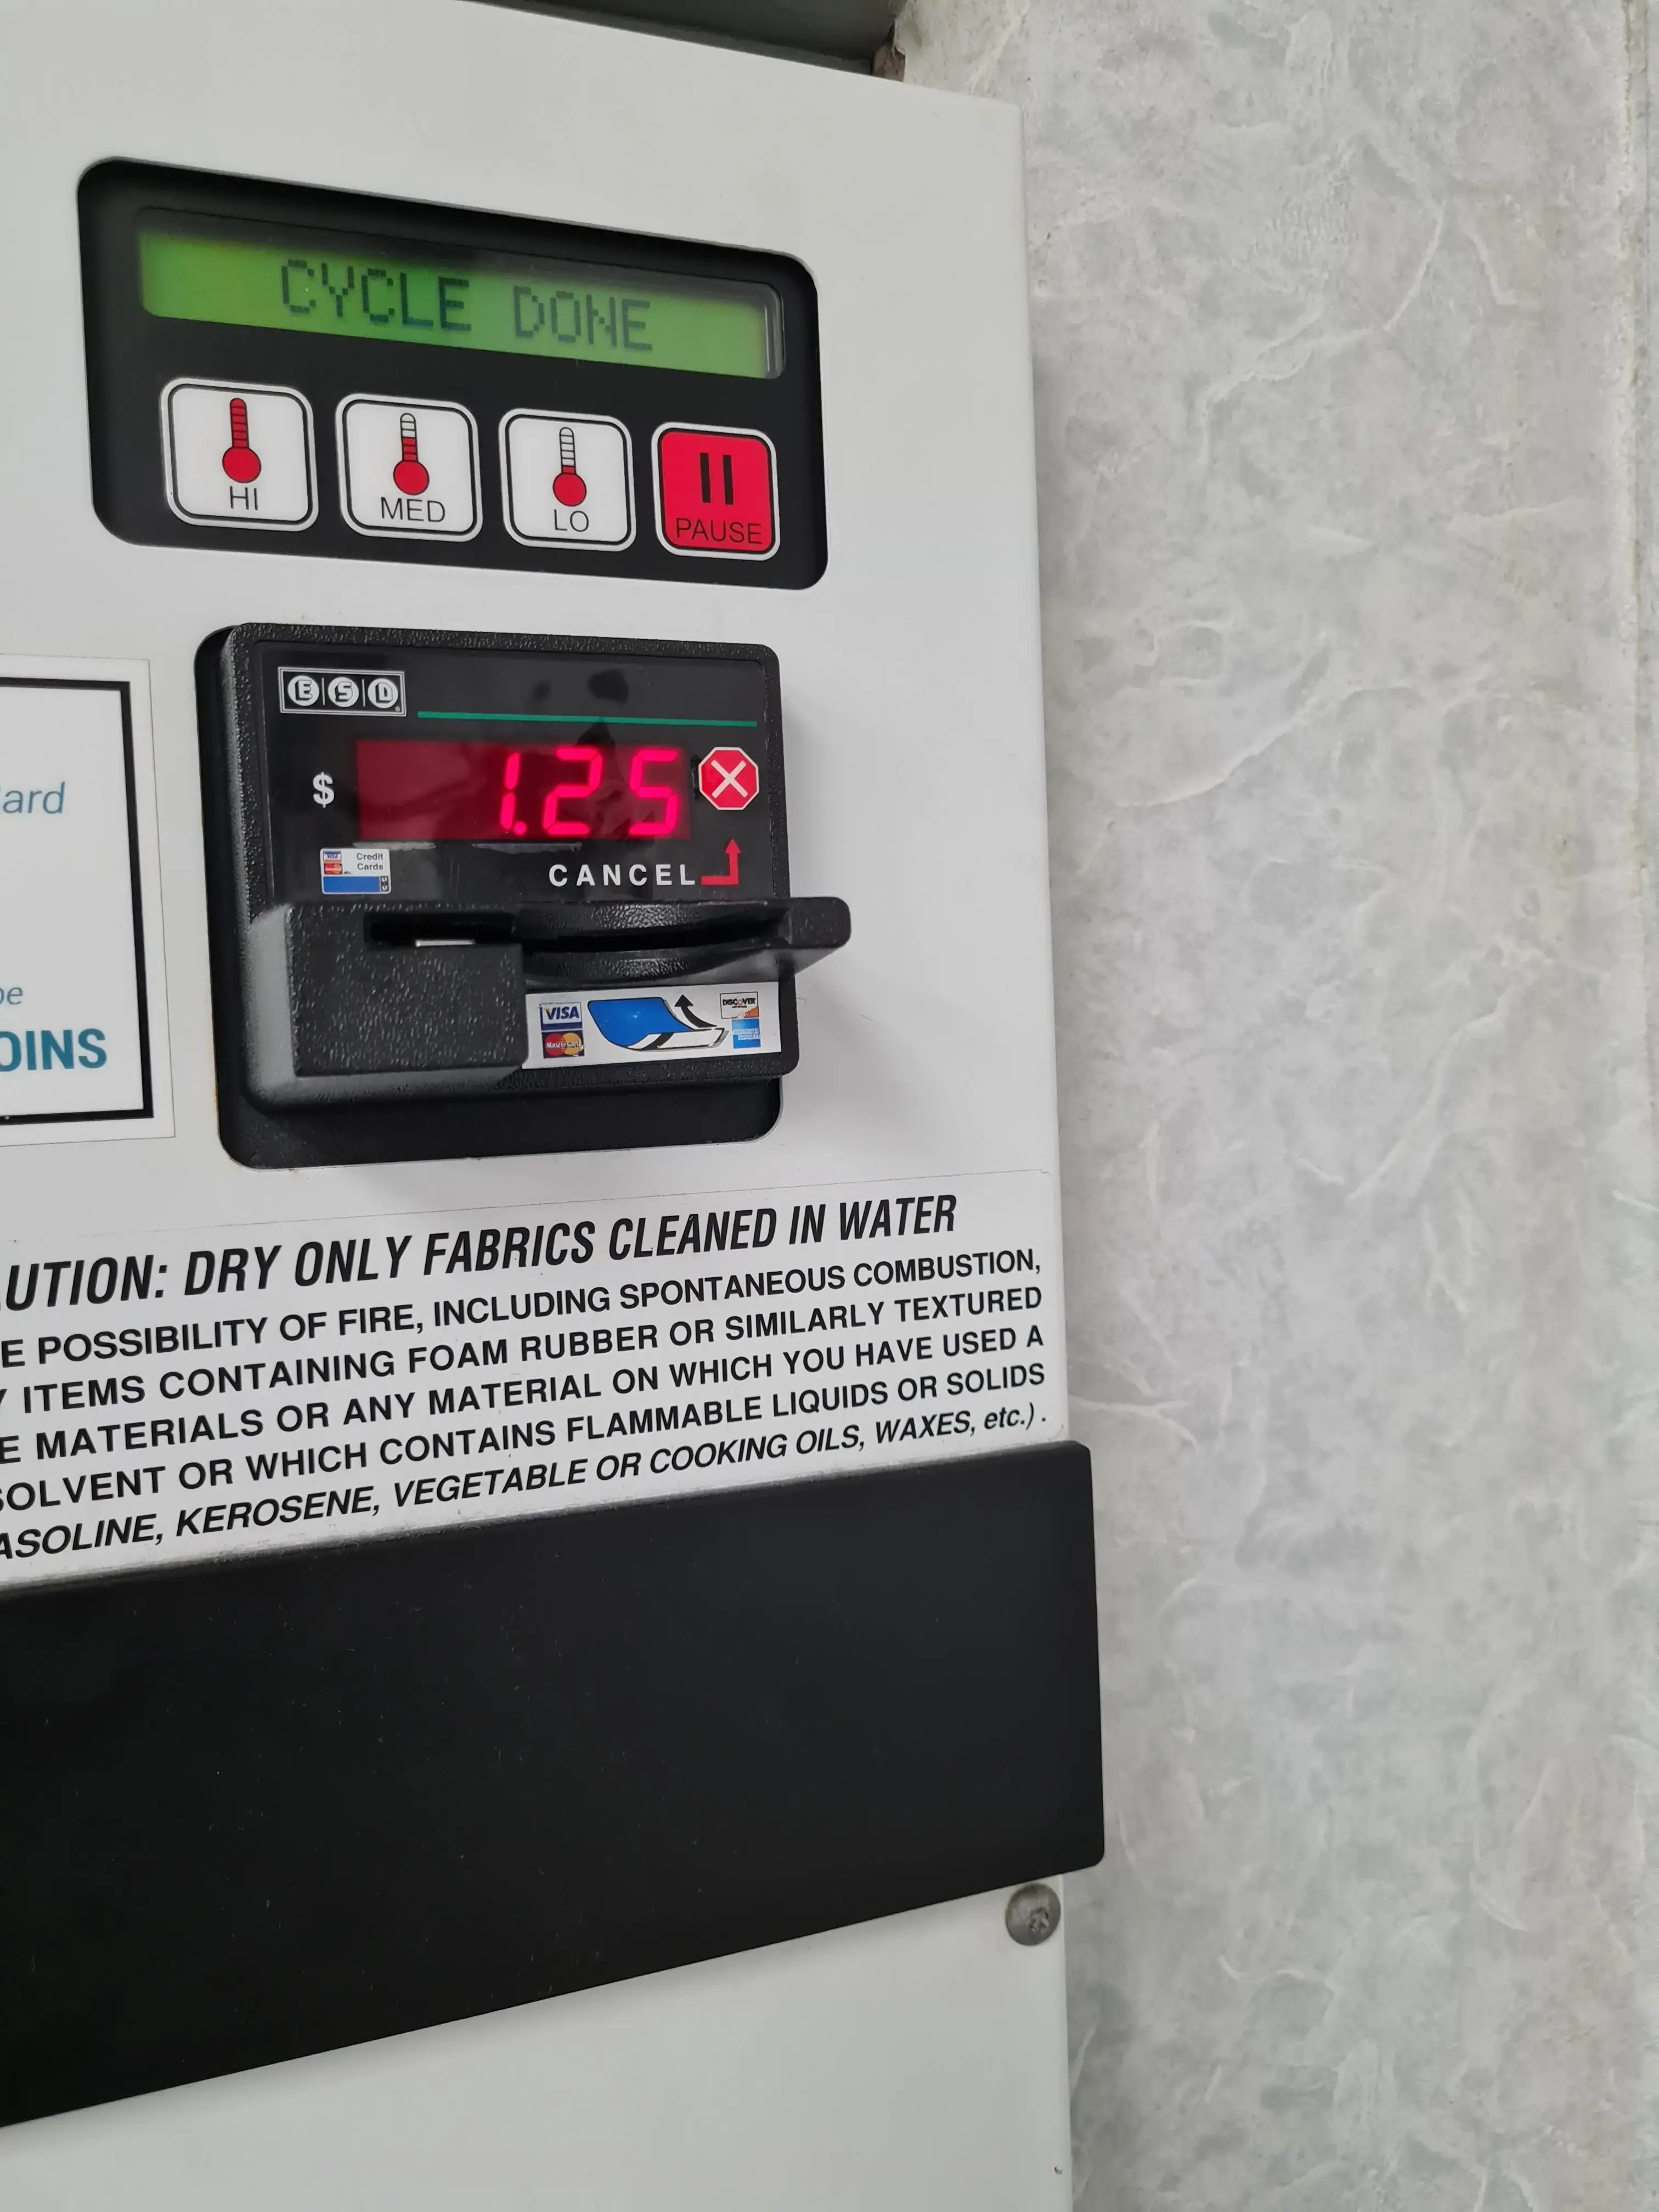 CYCLE DONE
HI
MED
LO
PAUSE
ESD
$ 1.25
Credit
Cards
CANCEL
VISA
MasterCard
DISCOVER
ard
be
OINS
UTION: DRY ONLY FABRICS CLEANED IN WATER
E POSSIBILITY OF FIRE, INCLUDING SPONTANEOUS COMBUSTION,
Y ITEMS CONTAINING FOAM RUBBER OR SIMILARLY TEXTURED
E MATERIALS OR ANY MATERIAL ON WHICH YOU HAVE USED A
SOLVENT OR WHICH CONTAINS FLAMMABLE LIQUIDS OR SOLIDS
ASOLINE, KEROSENE, VEGETABLE OR COOKING OILS, WAXES, etc.).